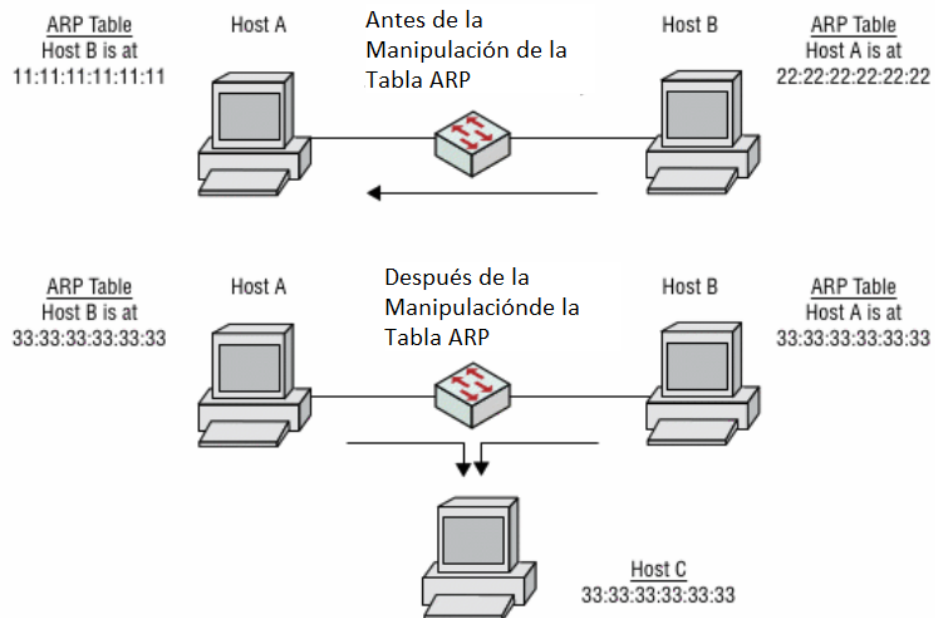 ARP Table
Host B is at
11:11:11:11:11:11
Host A
Antes de la
Manipulación de la
Tabla ARP
Host B
ARP Table
Host A is at
22:22:22:22:22:22
ARP Table
Host B is at
33:33:33:33:33:33
Host A
Después de la
Manipulaciónde la
Tabla ARP
Host B
ARP Table
Host A is at
33:33:33:33:33:33
Host C
33:33:33:33:33:33